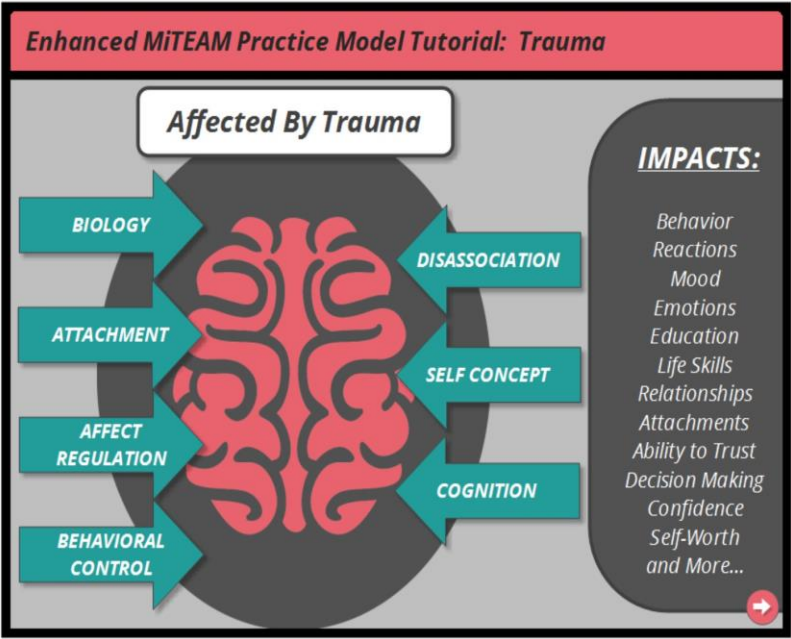 Enhanced MiTEAM Practice Model Tutorial:  Trauma
Affected By Trauma
BIOLOGY
ATTACHMENT
AFFECT
REGULATION
BEHAVIORAL
CONTROL
DISASSOCIATION
SELF CONCEPT
COGNITION
IMPACTS:
Behavior
Reactions
Mood
Emotions
Education
Life Skills
Relationships
Attachments
Ability to Trust
Decision Making
Confidence
Self-Worth
and More...